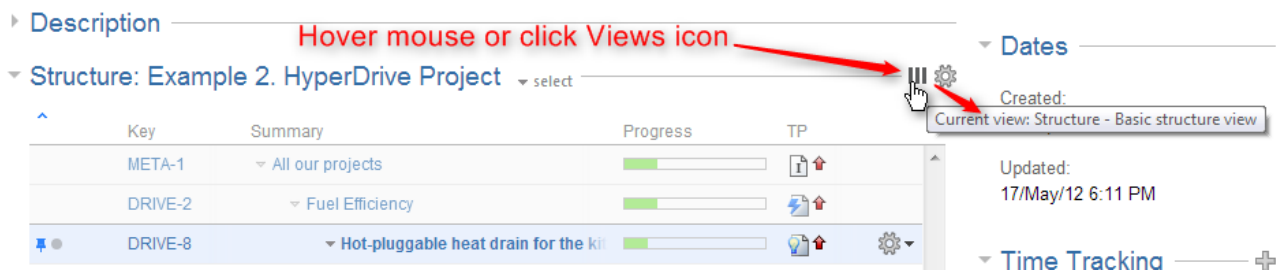 Description
Hover mouse or click Views icon
Dates
Structure: Example 2. HyperDrive Project select
Created:
Current view: Structure - Basic structure view
Key Summary Progress TP
META-1 All our projects
Updated:
17/May/12 6:11 PM
DRIVE-2 Fuel Efficiency
DRIVE-8 Hot-pluggable heat drain for the
Time Tracking